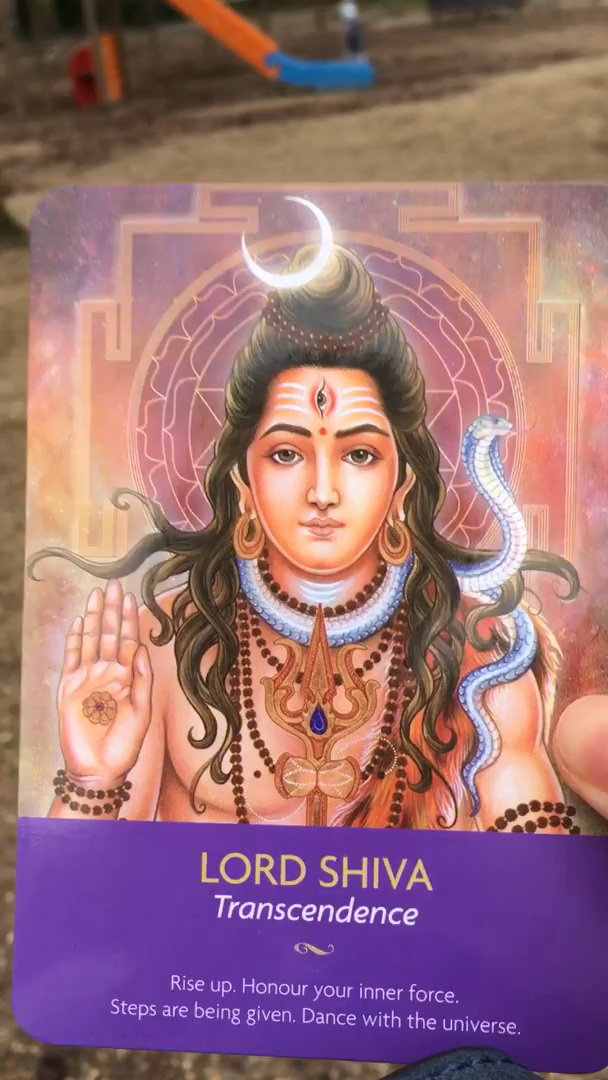 LORD SHIVA
Transcendence
Rise up. Honour your inner force.
Steps are being given. Dance with the universe.